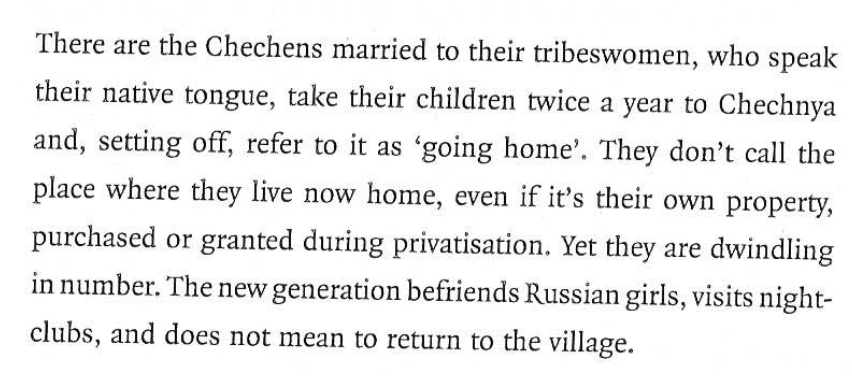 There are the Chechens married to their tribeswomen, who speak
their native tongue, take their children twice a year to Chechnya
and, setting off, refer to it as ‘going home’. They don’t call the
place where they live now home, even if it’s their own property,
purchased or granted during privatisation. Yet they are dwindling
in number. The new generation befriends Russian girls, visits night-
clubs, and does not mean to return to the village.